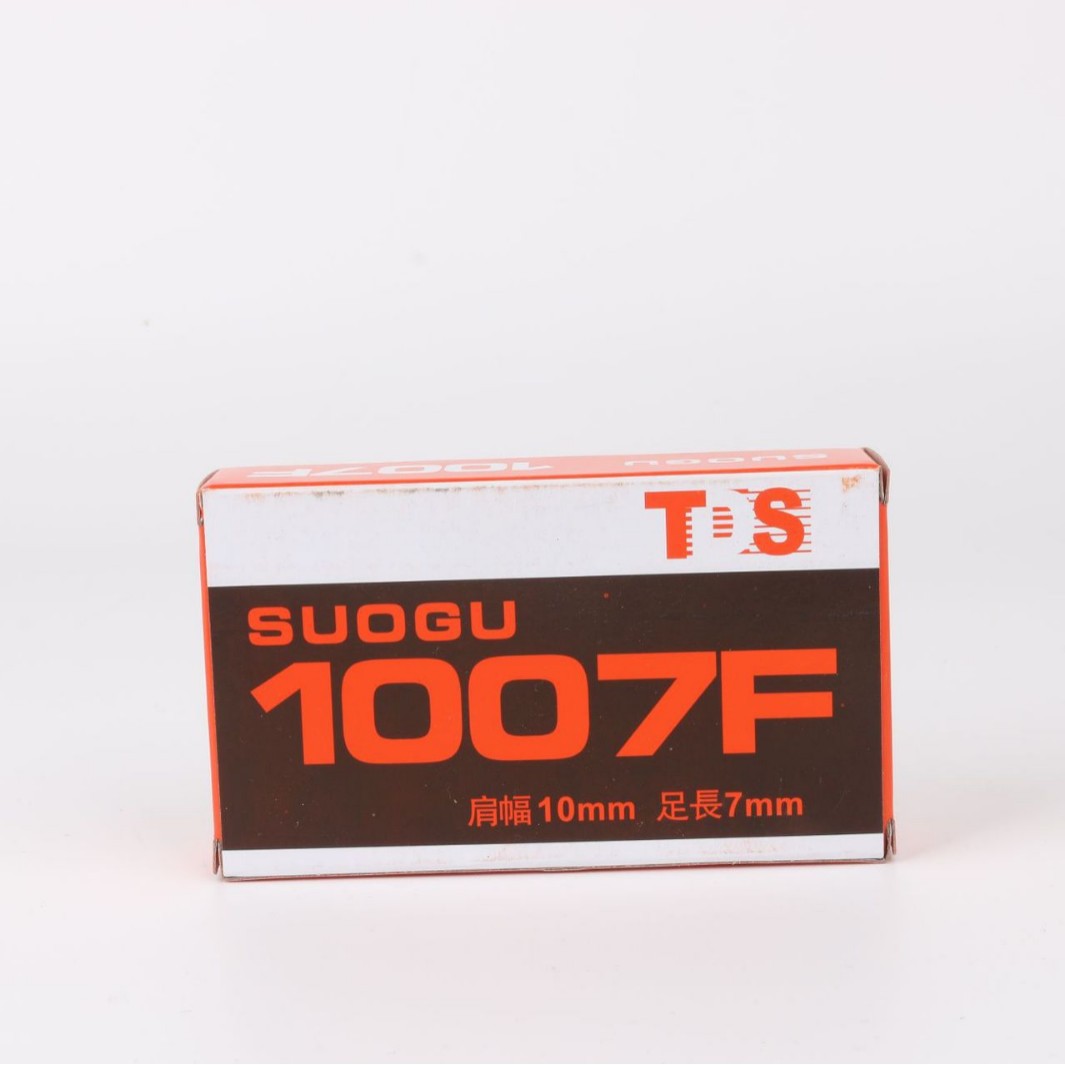 SUOGU 1007F
TDS
SUOGU
1007F
肩幅10mm 足長7mm